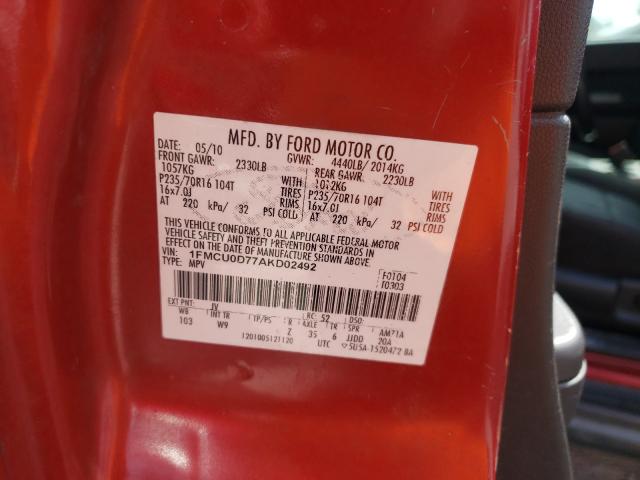 MFD. BY FORD MOTOR CO.
DATE: 05/10 GVWR: 4440LB/ 2014KG
FRONT GAWR: 2330LB REAR GAWR: 2230LB
1057KG WITH 1012KG WITH
P235/70R16 104T TIRES P235/70R16 104T TIRES
16x7.0J RIMS 16x7.0J RIMS
AT 220 kPa/ 32 PSI COLD AT 220 kPa/ 32 PSI COLD
THIS VEHICLE CONFORMS TO ALL APPLICABLE FEDERAL MOTOR
VEHICLE SAFETY AND THEFT PREVENTION STANDARDS IN
EFFECT ON THE DATE OF MANUFACTURE SHOWN ABOVE.
VIN: 1FMCU0D77AKD02492
TYPE: MPV
F0104
T0303
EXT PNT: JV RC: 52 DSO:
WB INT TR TP/PS R AXLE TR SPR AM71A
103 W9 Z 35 6 JJDD 20A
1201005121120 UTC 5U5A-1520472-BA